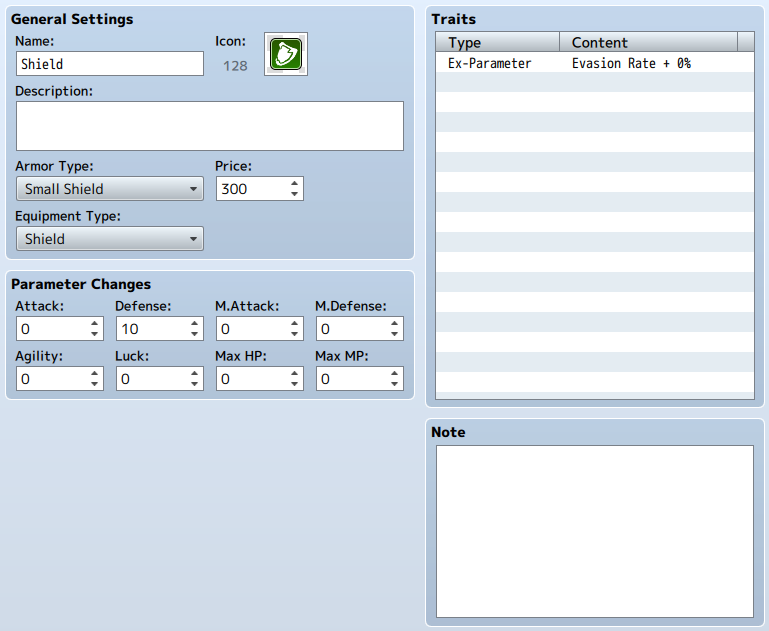 General Settings
Name: Icon:
Shield 128
Description:
Armor Type: Price:
Small Shield 300
Equipment Type:
Shield
Parameter Changes
Attack: Defense: M.Attack: M.Defense:
0 10 0 0
Agility: Luck: Max HP: Max MP:
0 0 0 0
Traits
Type Content
Ex-Parameter Evasion Rate + 0%
Note